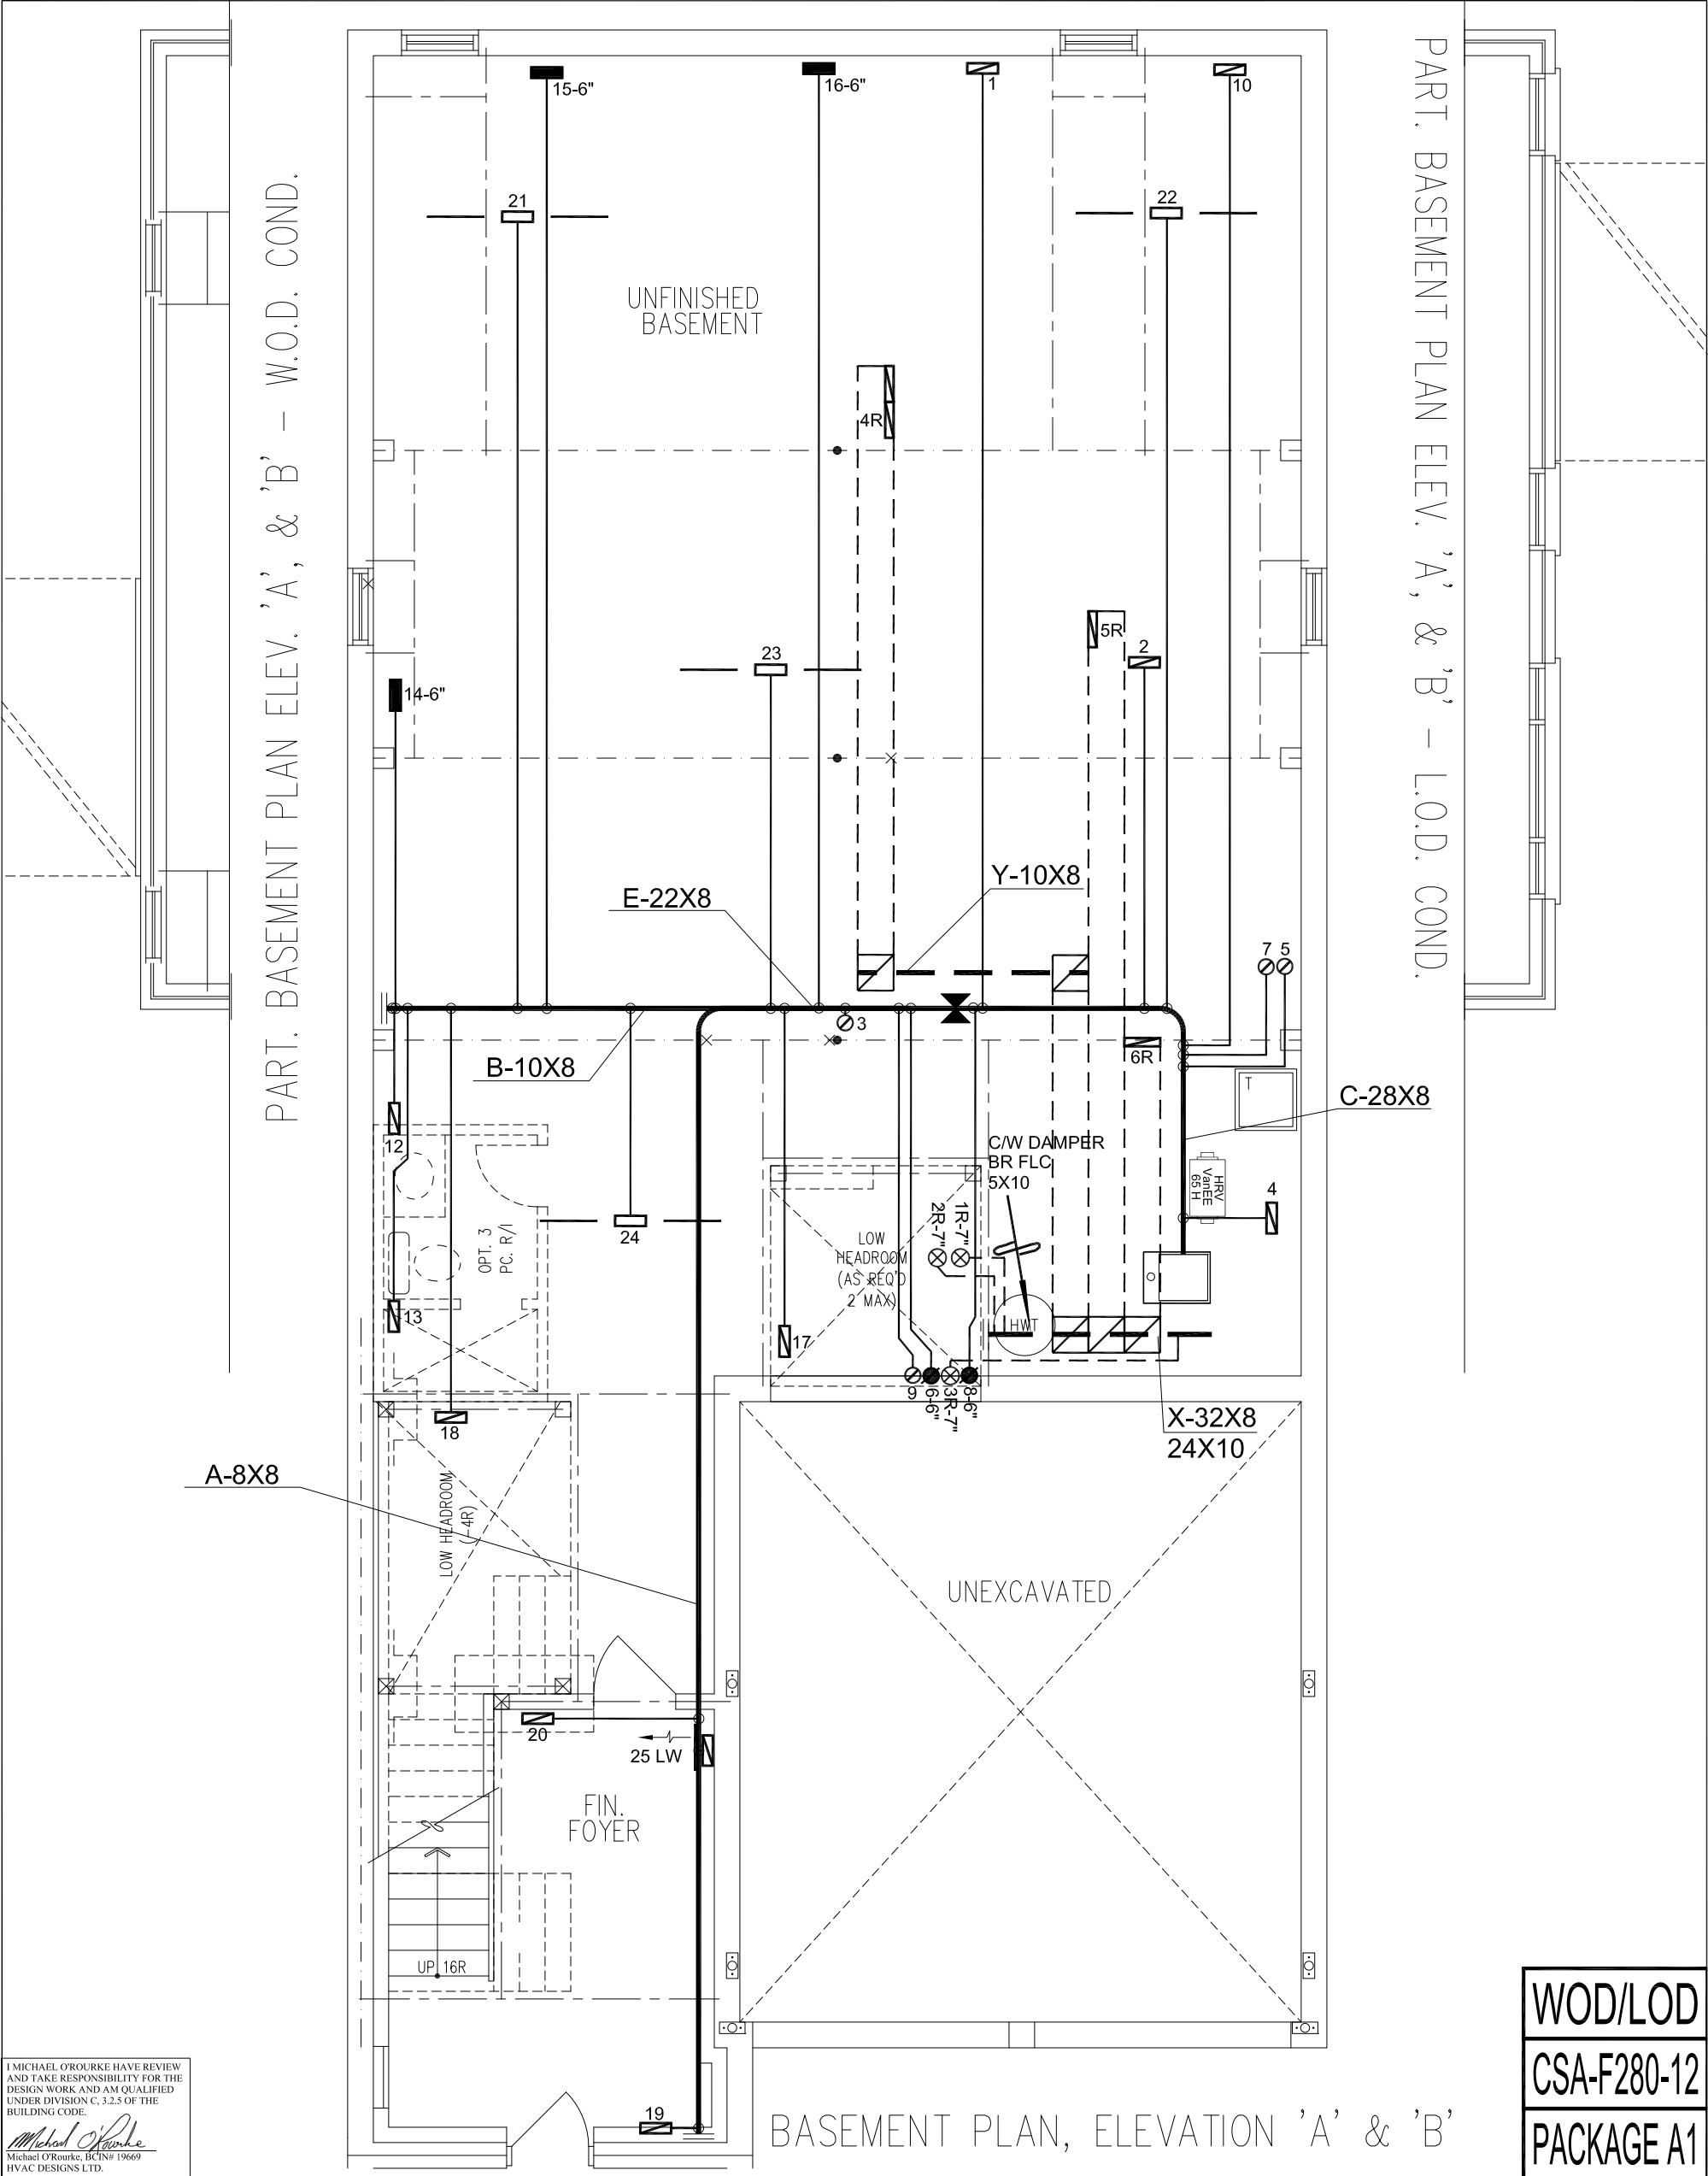 15-6"
16-6"
1
10
21
22
UNFINISHED
BASEMENT
4R
5R
2
23
14-6"
PART. BASEMENT PLAN ELEV. 'A', & 'B' - W.O.D. COND.
PART. BASEMENT PLAN ELEV. 'A', & 'B' - L.O.D. COND.
Y-10X8
E-22X8
7 5
3
B-10X8
6R
T
C-28X8
12
C/W DAMPER
BR FLC
5X10
HRV
VanEE
65 H
4
24
OPT. 3
PC. R/I
2R-7"
1R-7"
LOW
HEADROOM
(AS REQ'D
2 MAX)
13
17
HWT
9
6-6"
3R-7"
8-6"
18
X-32X8
24X10
A-8X8
LOW HEADROOM
(-4R)
UNEXCAVATED
20
25 LW
FIN.
FOYER
UP 16R
19
BASEMENT PLAN, ELEVATION 'A' & 'B'
WOD/LOD
CSA-F280-12
PACKAGE A1
I MICHAEL O'ROURKE HAVE REVIEW
AND TAKE RESPONSIBILITY FOR THE
DESIGN WORK AND AM QUALIFIED
UNDER DIVISION C, 3.2.5 OF THE
BUILDING CODE.
Michael O'Rourke
Michael O'Rourke, BCIN# 19669
HVAC DESIGNS LTD.